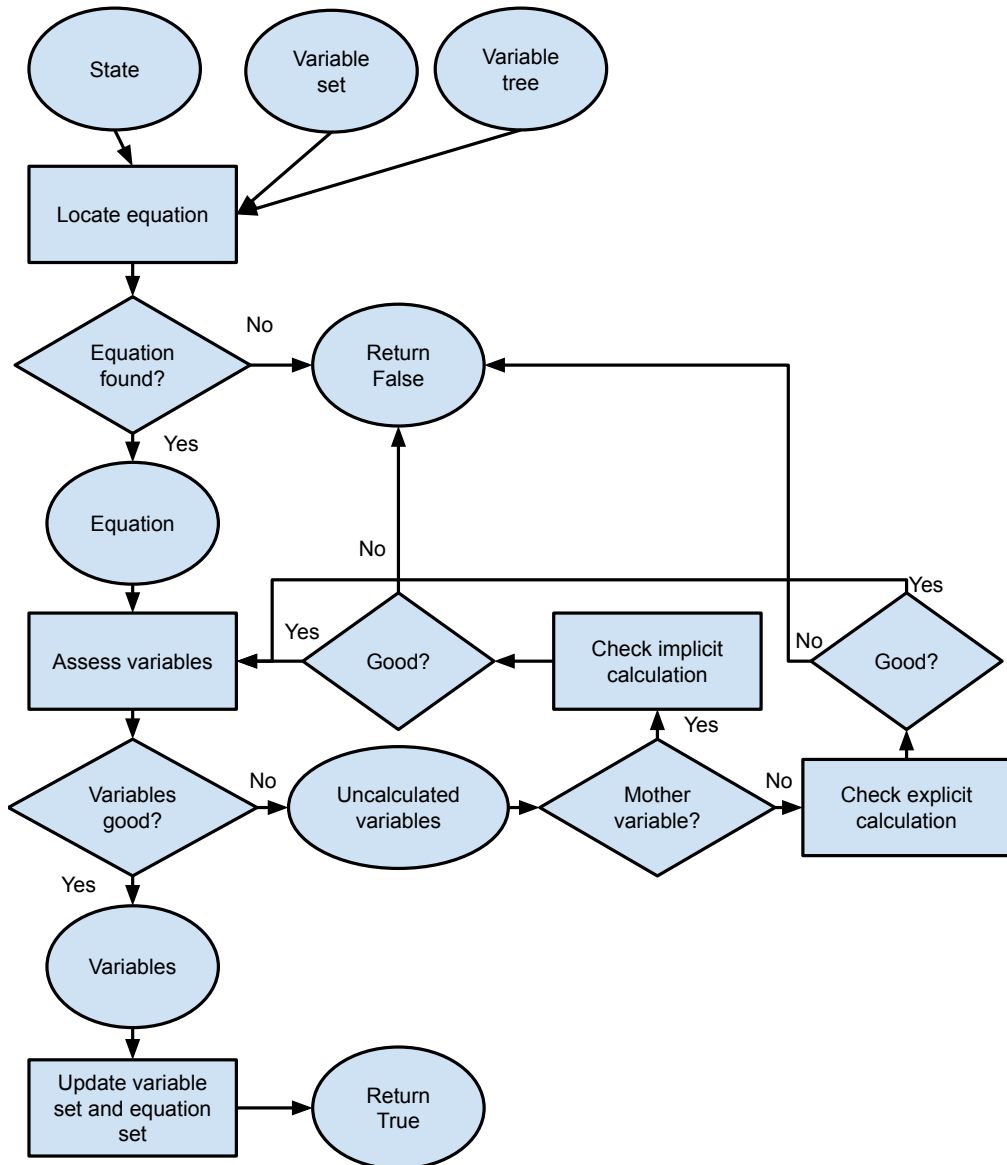 State
Variable
set
Variable
tree
Locate equation
Equation
found?
No
Return
False
Yes
Equation
No
Yes
Assess variables
Yes
Good?
Check implicit
calculation
No
Good?
Yes
Variables
good?
No
Uncalculated
variables
Mother
variable?
No
Check explicit
calculation
Yes
Variables
Update variable
set and equation
set
Return
True